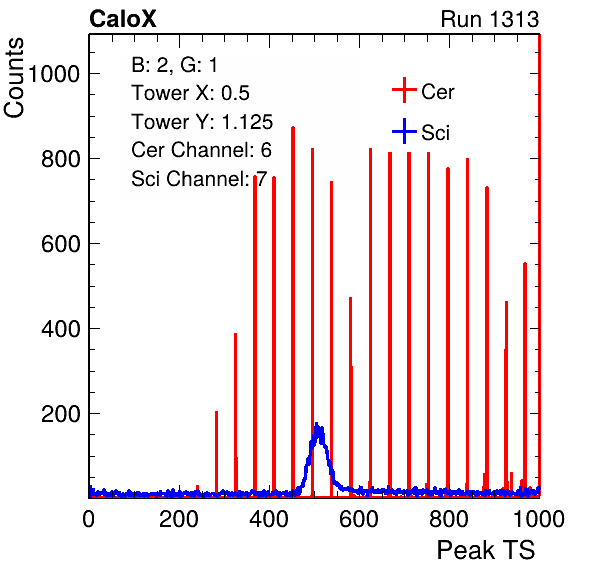 CaloX Run 1313
Counts
B: 2, G: 1
Tower X: 0.5
Tower Y: 1.125
Cer Channel: 6
Sci Channel: 7
Cer
Sci
1000
800
600
400
200
0 200 400 600 800 1000
Peak TS